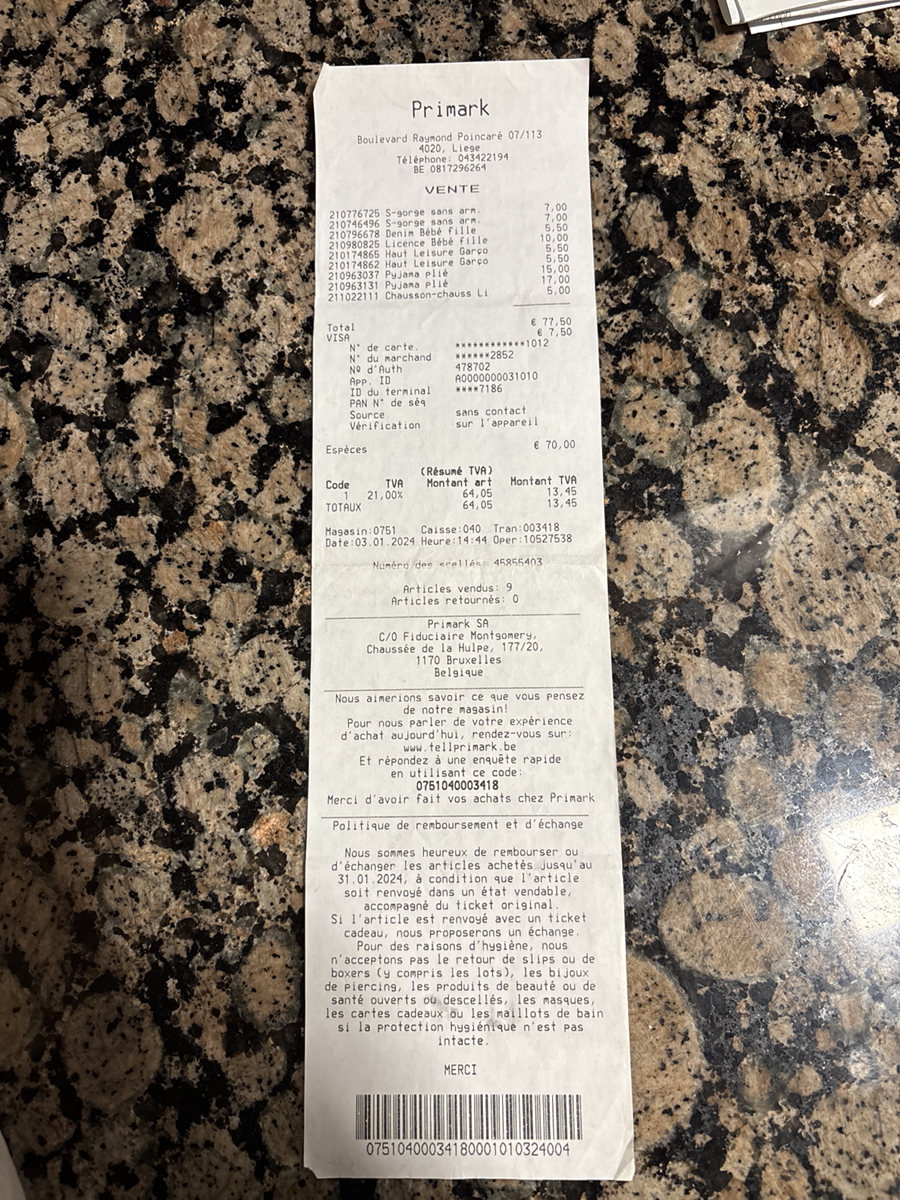 Primark
Boulevard Raymond Poincaré 07/113
4020, Liege
Téléphone: 043422194
BE 0817296264
VENTE
210776725 S-gorge sans arm. 7,00
210746496 S-gorge sans arm. 7,00
210796678 Denim Bébé fille 5,50
210980825 Licence Bébé fille 10,00
210174865 Haut Leisure Garço 5,50
210174862 Haut Leisure Garço 5,50
210963037 Pyjama plié 15,00
210963131 Pyjama plié 17,00
211022111 Chausson-chauss Li 5,00
Total € 77,50
VISA € 7,50
N° de carte. ************1012
N° du marchand ******2852
Nº d'Auth 478702
App. ID A0000000031010
ID du terminal ****7186
PAN N° de séq
Source sans contact
Vérification sur l'appareil
Espèces € 70,00
(Résumé TVA)
Code TVA Montant art Montant TVA
1 21,00% 64,05 13,45
TOTAUX 64,05 13,45
Magasin:0751 Caisse:040 Tran:003418
Date:03.01.2024 Heure:14:44 Oper:10527538
Numéro des scellés: 45855403
Articles vendus: 9
Articles retournés: 0
Primark SA
C/O Fiduciaire Montgomery,
Chaussée de la Hulpe, 177/20,
1170 Bruxelles
Belgique
Nous aimerions savoir ce que vous pensez
de notre magasin!
Pour nous parler de votre expérience
d'achat aujourd'hui, rendez-vous sur:
www.tellprimark.be
Et répondez à une enquête rapide
en utilisant ce code:
0751040003418
Merci d'avoir fait vos achats chez Primark
Politique de remboursement et d'échange
Nous sommes heureux de rembourser ou
d'échanger les articles achetés jusqu'au
31.01.2024, à condition que l'article
soit renvoyé dans un état vendable,
accompagné du ticket original.
Si l'article est renvoyé avec un ticket
cadeau, nous proposerons un échange.
Pour des raisons d'hygiène, nous
n'acceptons pas le retour de slips ou de
boxers (y compris les lots), les bijoux
de piercing, les produits de beauté ou de
santé ouverts ou descellés, les masques,
les cartes cadeaux ou les maillots de bain
si la protection hygiénique n'est pas
intacte.
MERCI
07510400034180001010324004